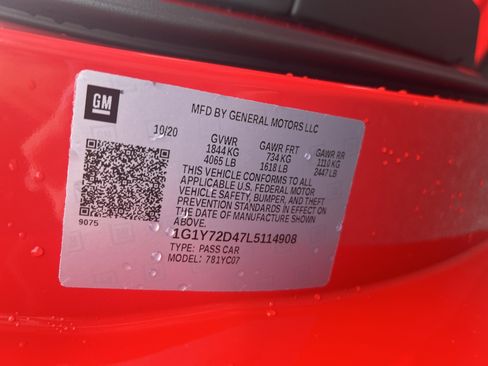 GM
MFD BY GENERAL MOTORS LLC
10/20 GVWR GAWR FRT GAWR RR
1844 KG 734 KG 1110 KG
4065 LB 1618 LB 2447 LB
THIS VEHICLE CONFORMS TO ALL
APPLICABLE U.S. FEDERAL MOTOR
VEHICLE SAFETY, BUMPER, AND THEFT
PREVENTION STANDARDS IN EFFECT ON
THE DATE OF MANUFACTURE SHOWN
ABOVE.
9075
1G1Y72D47L5114908
TYPE: PASS CAR
MODEL: 781YC07